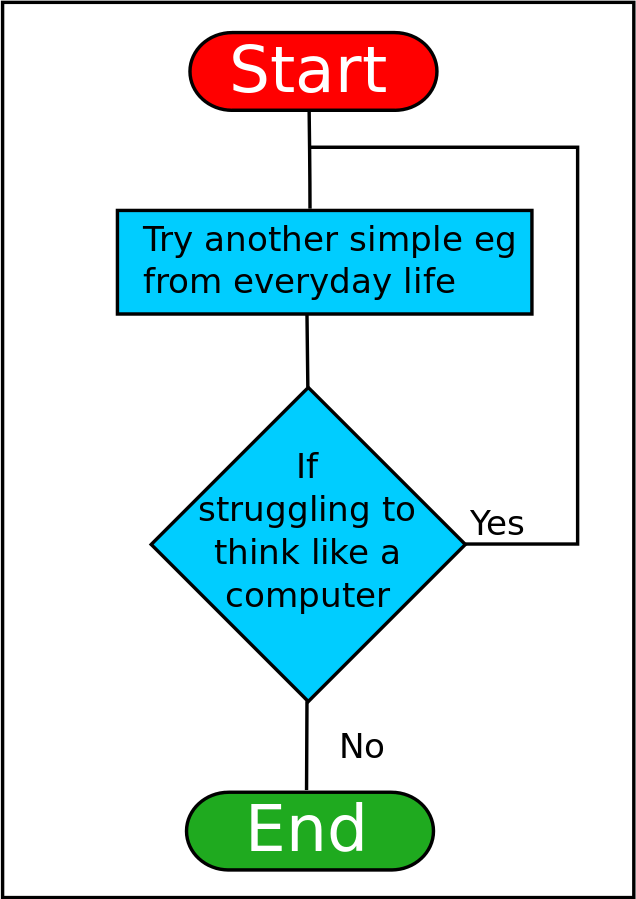 Start
Try another simple eg
from everyday life
If
struggling to
think like a
computer
Yes
No
End